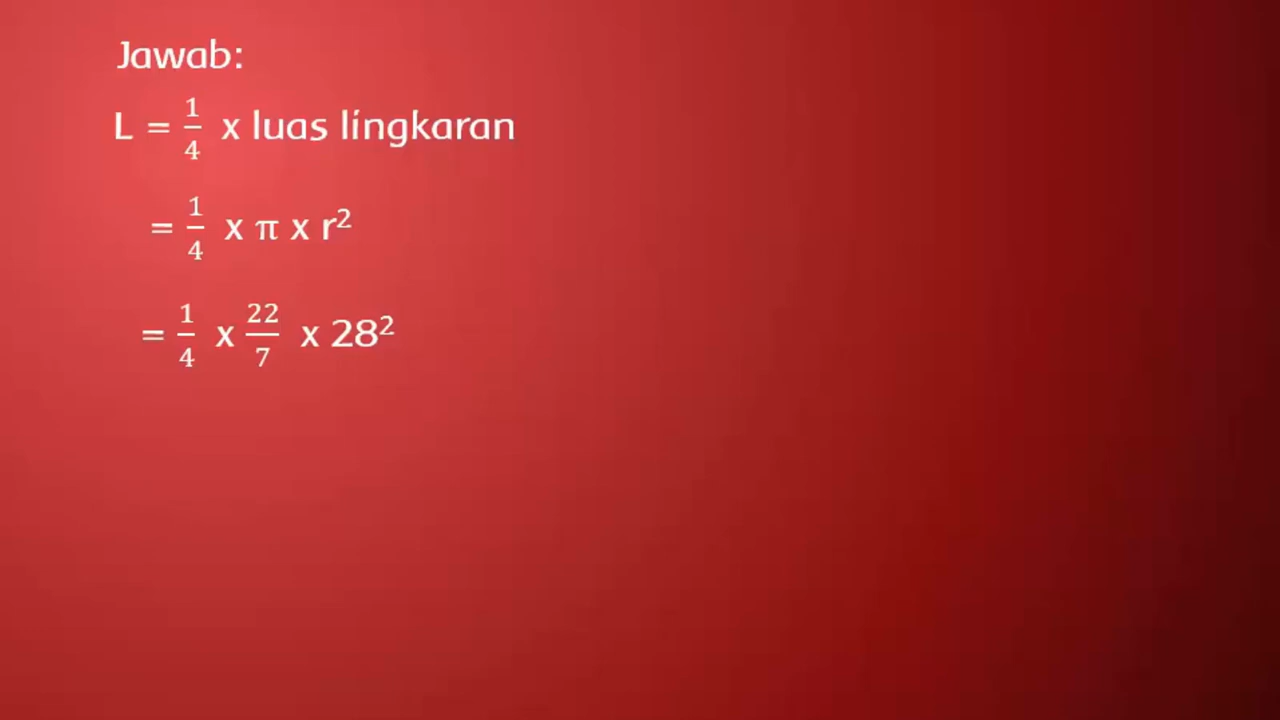 Jawab:
L = 1/4 x luas lingkaran
= 1/4 x π x r²
= 1/4 x 22/7 x 28²